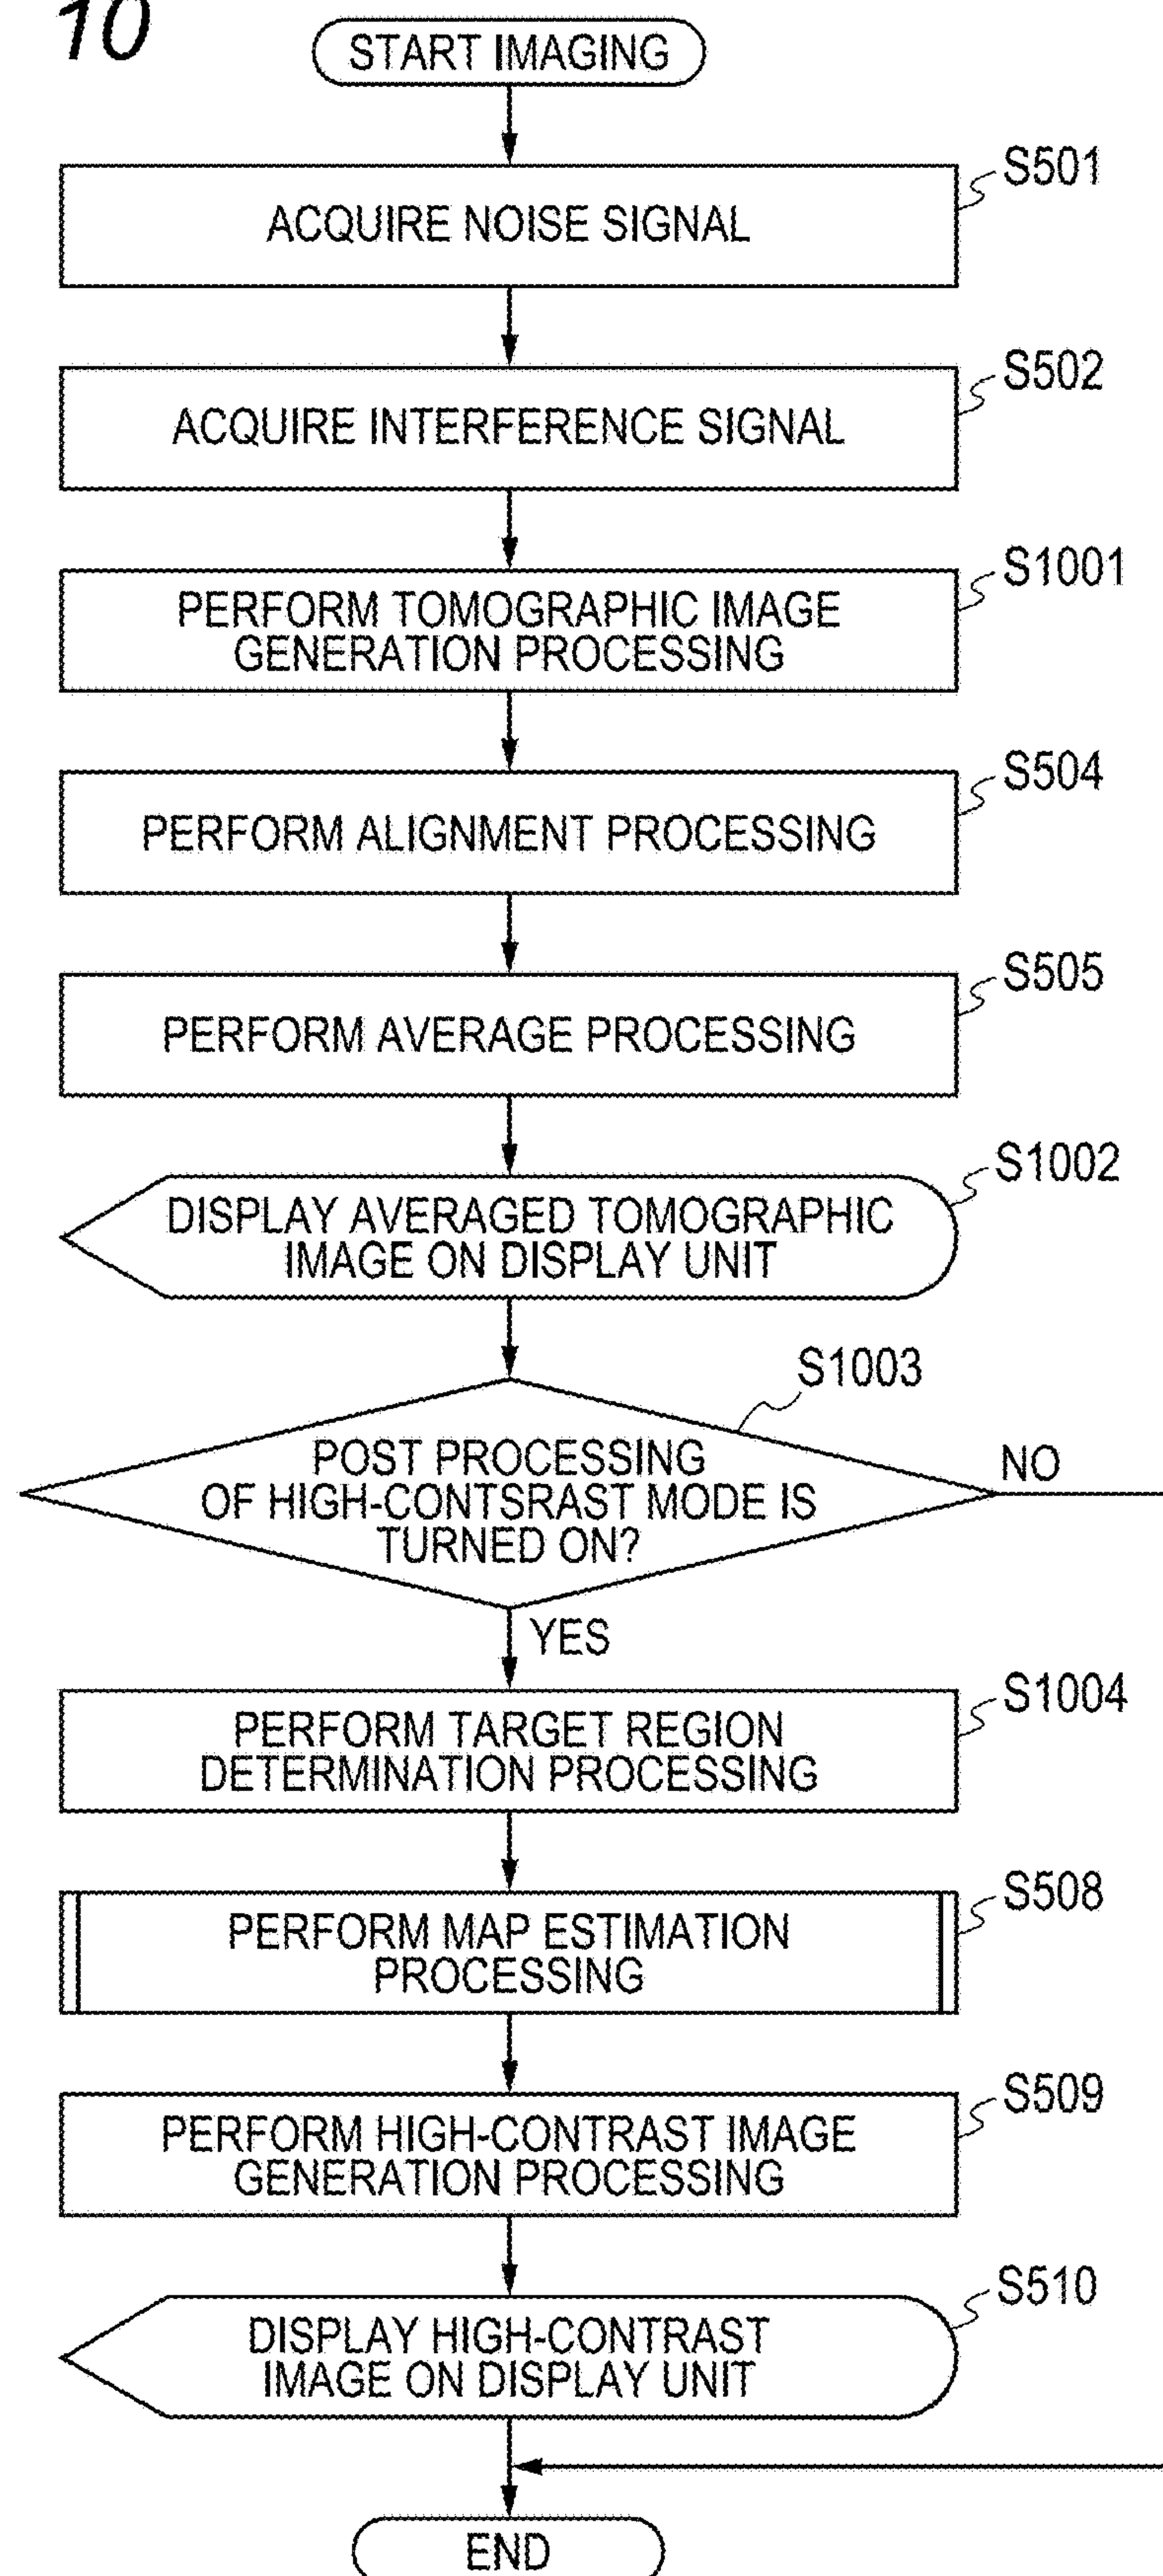 10
START IMAGING
S501
ACQUIRE NOISE SIGNAL
S502
ACQUIRE INTERFERENCE SIGNAL
S1001
PERFORM TOMOGRAPHIC IMAGE
GENERATION PROCESSING
S504
PERFORM ALIGNMENT PROCESSING
S505
PERFORM AVERAGE PROCESSING
S1002
DISPLAY AVERAGED TOMOGRAPHIC
IMAGE ON DISPLAY UNIT
S1003
POST PROCESSING
OF HIGH-CONTSRAST MODE IS
TURNED ON?
NO
YES
S1004
PERFORM TARGET REGION
DETERMINATION PROCESSING
S508
PERFORM MAP ESTIMATION
PROCESSING
S509
PERFORM HIGH-CONTRAST IMAGE
GENERATION PROCESSING
S510
DISPLAY HIGH-CONTRAST
IMAGE ON DISPLAY UNIT
END